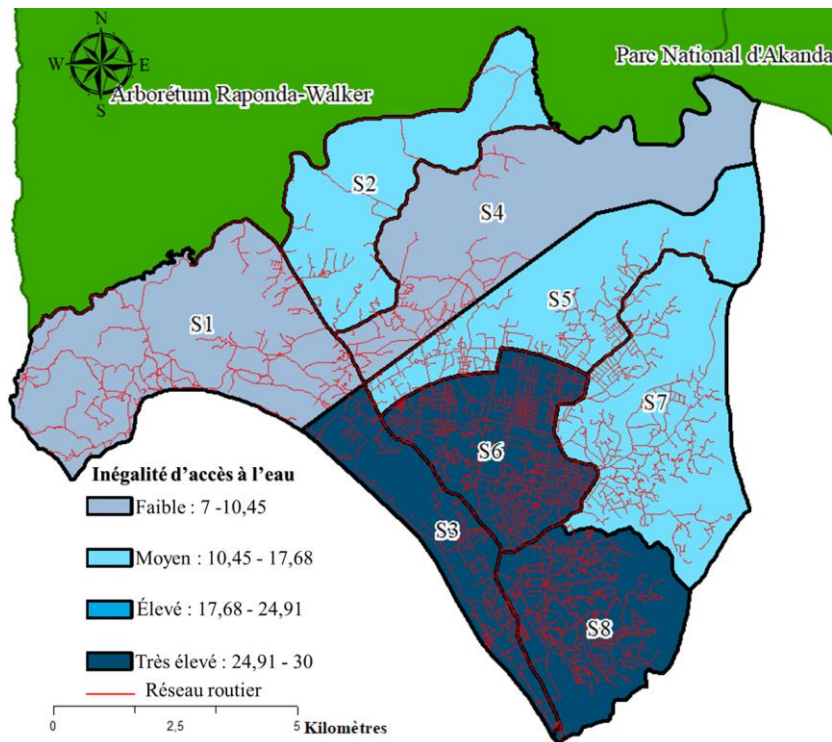 N
W E
S
Parc National d'Akanda
Arborétum Raponda-Walker
S2
S4
S1
S5
S7
S6
S3
S8
Inégalité d'accès à l'eau
Faible : 7 -10,45
Moyen : 10,45 - 17,68
Élevé : 17,68 - 24,91
Très élevé : 24,91 - 30
Réseau routier
0 2,5 5 Kilomètres